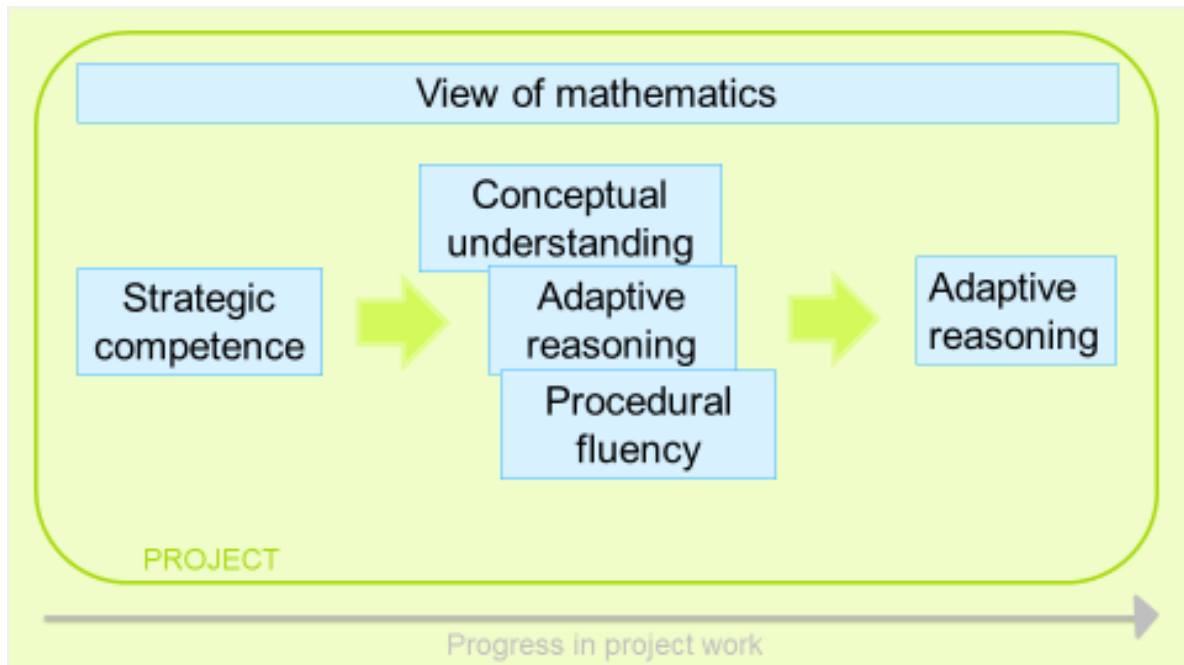 View of mathematics
Conceptual
understanding
Strategic
competence
Adaptive
reasoning
Procedural
fluency
Adaptive
reasoning
PROJECT
Progress in project work